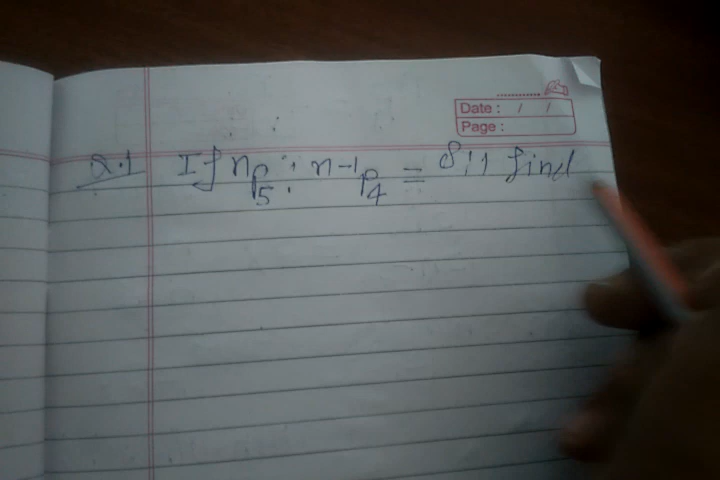 Date : / /
Page :
Q.1 If nP5 : n-1P4 = 8:1 find